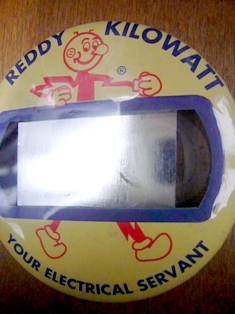 REDDY KILOWATT
®
YOUR ELECTRICAL SERVANT